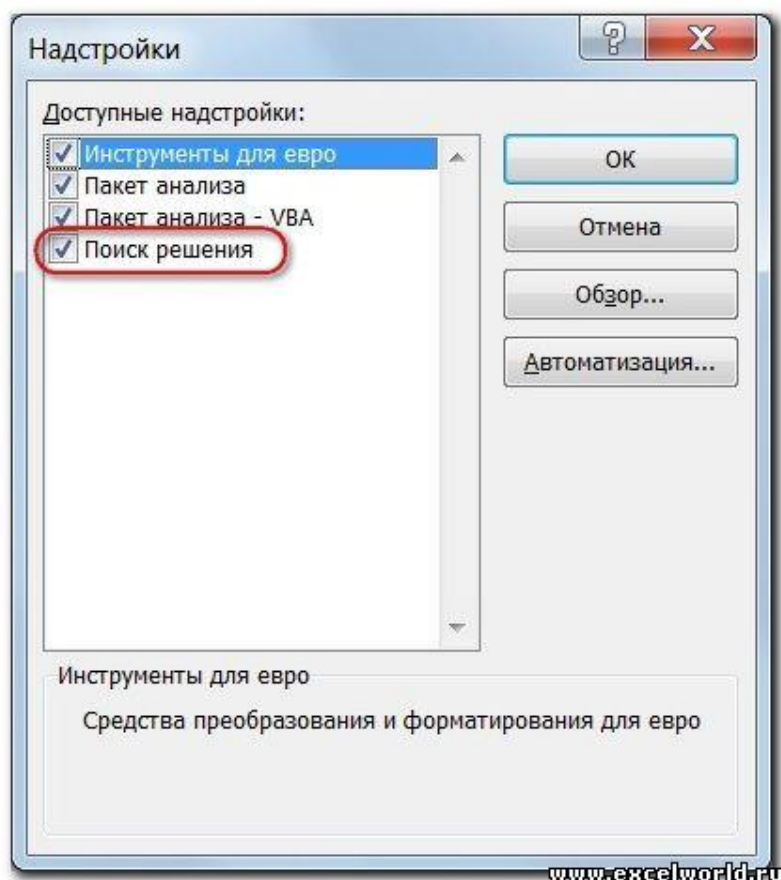 Надстройки
Доступные надстройки:
Инструменты для евро
Пакет анализа
Пакет анализа - VBA
Поиск решения
ОК
Отмена
Обзор...
Автоматизация...
Инструменты для евро
Средства преобразования и форматирования для евро
www.excelworld.ru